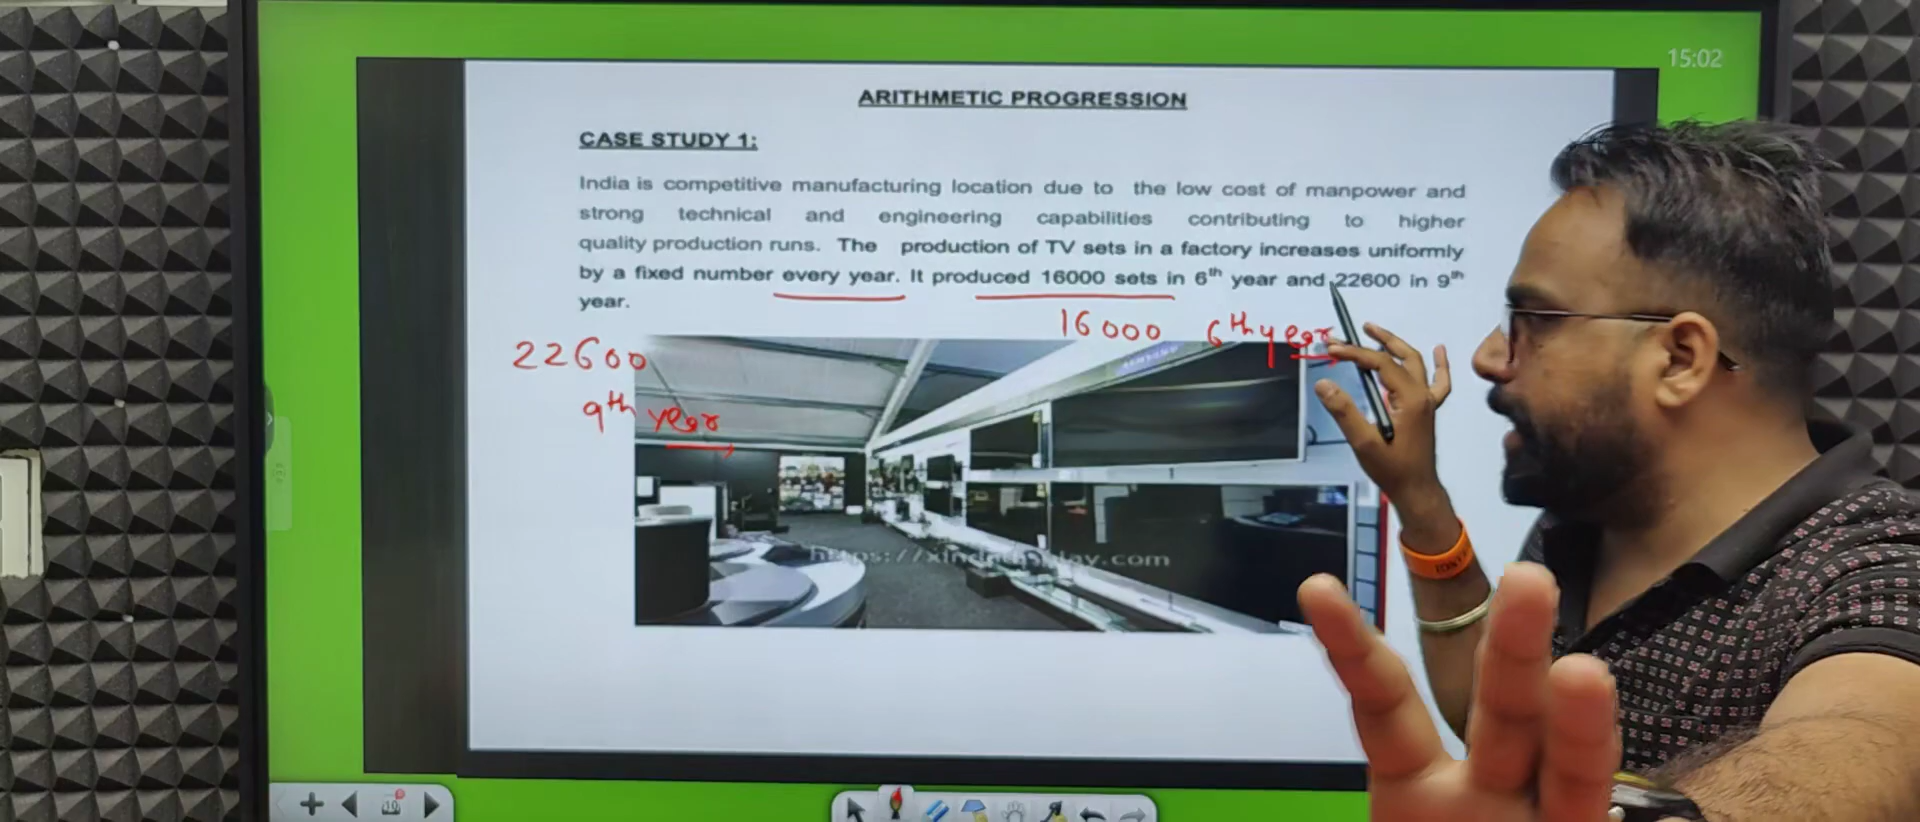 15:02
ARITHMETIC PROGRESSION
CASE STUDY 1:
India is competitive manufacturing location due to the low cost of manpower and
strong technical and engineering capabilities contributing to higher
quality production runs. The production of TV sets in a factory increases uniformly
by a fixed number every year. It produced 16000 sets in 6th year and 22600 in 9th
year.
16000 6th year
22600
9th year
10